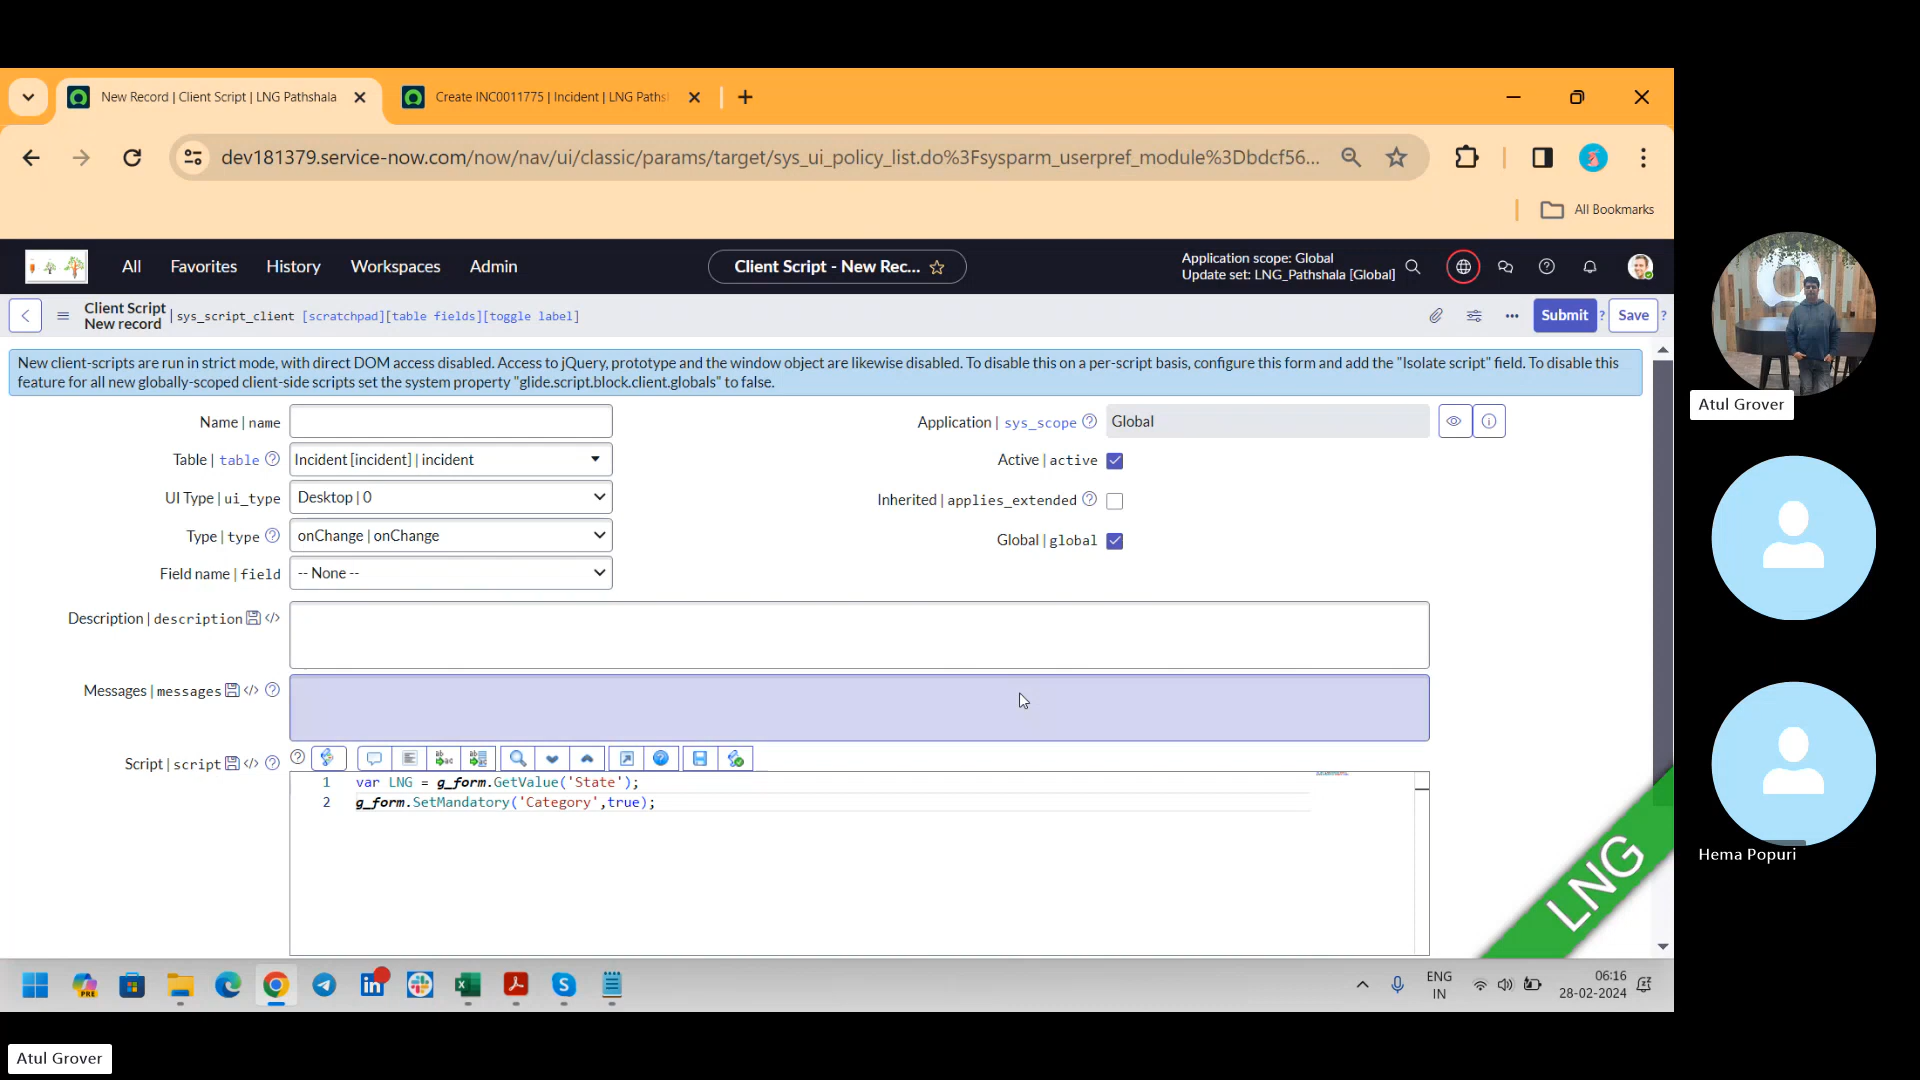 New Record | Client Script | LNG Pathshala
Create INC0011775 | Incident | LNG Paths
dev181379.service-now.com/now/nav/ui/classic/params/target/sys_ui_policy_list.do%3Fsysparm_userpref_module%3Dbdcf56...
All Bookmarks
All Favorites History Workspaces Admin
Client Script - New Rec...
Application scope: Global
Update set: LNG_Pathshala [Global]
Client Script
New record
sys_script_client [scratchpad][table fields][toggle label]
Submit ? Save ?
New client-scripts are run in strict mode, with direct DOM access disabled. Access to jQuery, prototype and the window object are likewise disabled. To disable this on a per-script basis, configure this form and add the "Isolate script" field. To disable this
feature for all new globally-scoped client-side scripts set the system property "glide.script.block.client.globals" to false.
Name | name
Application | sys_scope Global
Table | table Incident [incident] | incident
Active | active
UI Type | ui_type Desktop | 0
Inherited | applies_extended
Type | type onChange | onChange
Global | global
Field name | field -- None --
Description | description
Messages | messages
Script | script
1 var LNG = g_form.GetValue('State');
2 g_form.SetMandatory('Category',true);
LNG
PRE
ENG
IN
06:16
28-02-2024
Atul Grover
Hema Popuri
Atul Grover